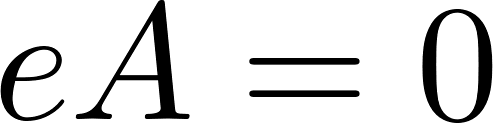 eA = 0